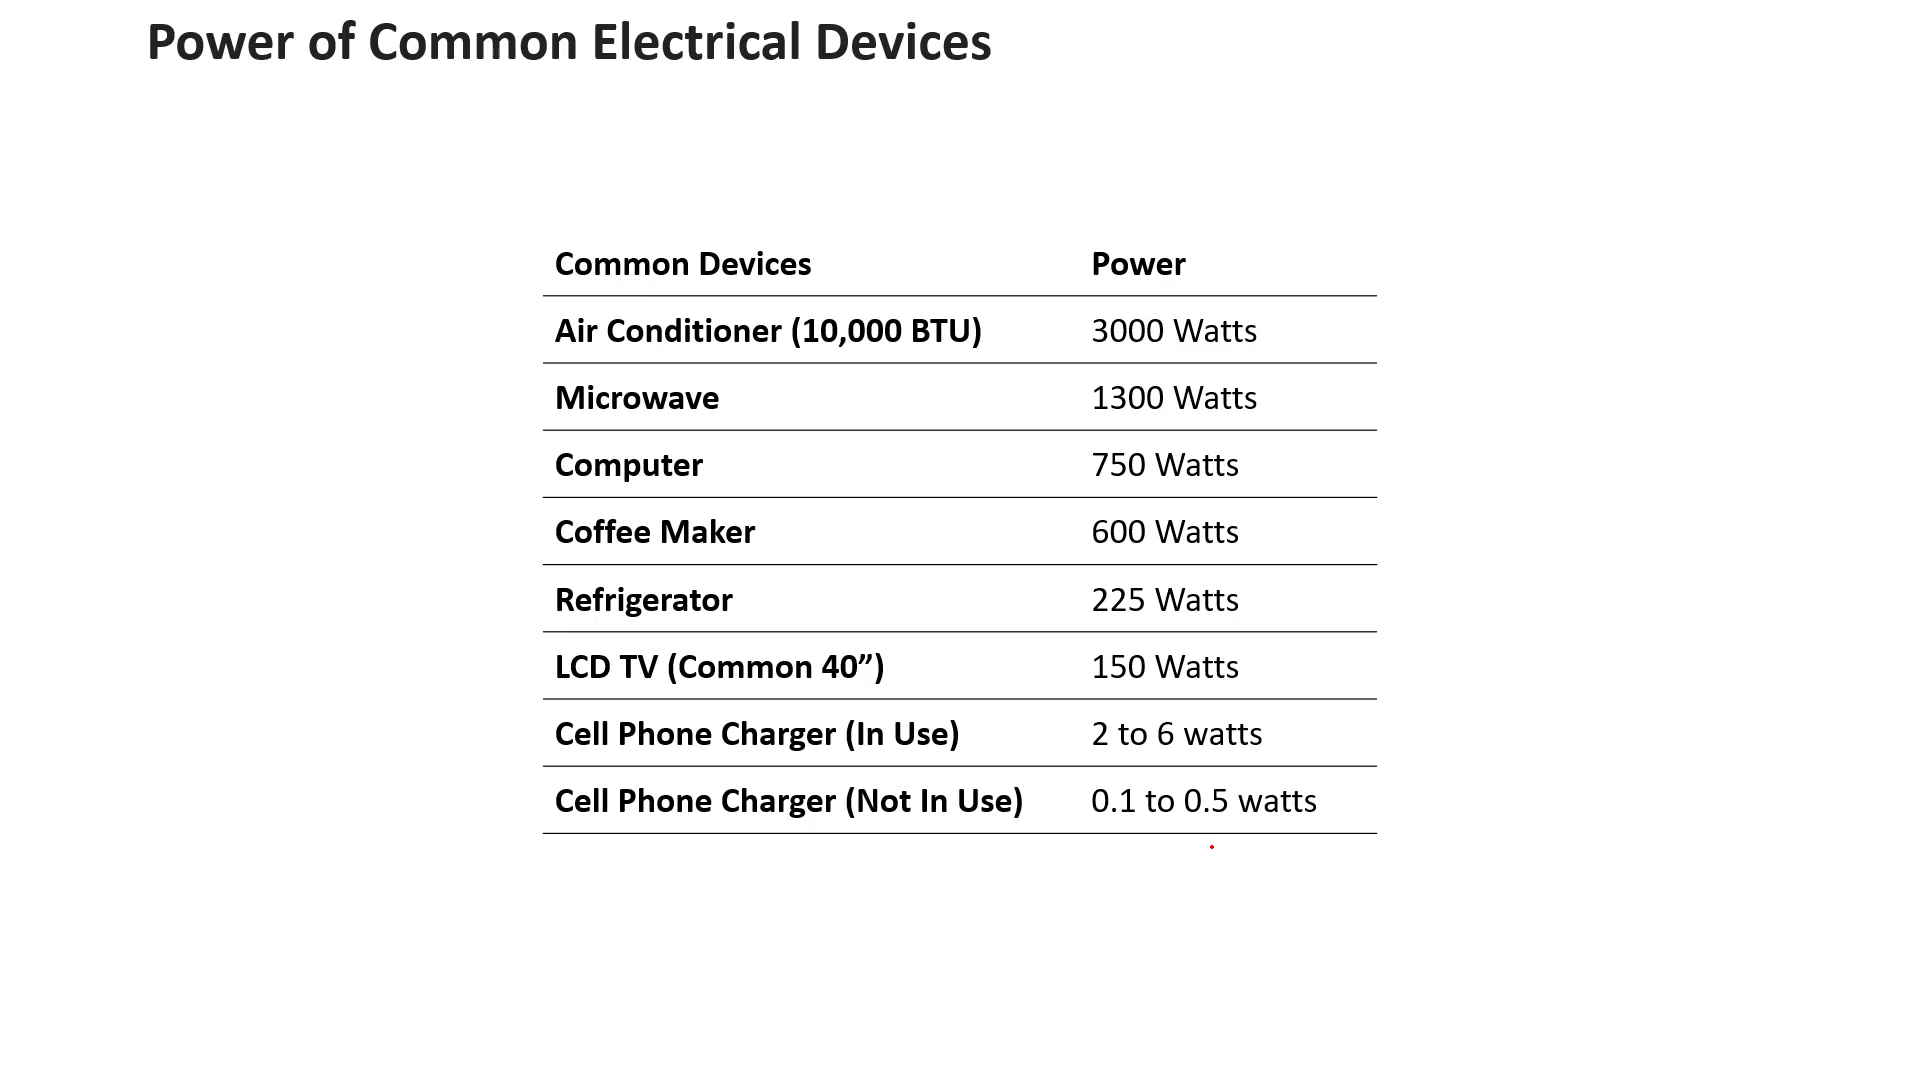 Power of Common Electrical Devices
Common Devices Power
Air Conditioner (10,000 BTU) 3000 Watts
Microwave 1300 Watts
Computer 750 Watts
Coffee Maker 600 Watts
Refrigerator 225 Watts
LCD TV (Common 40”) 150 Watts
Cell Phone Charger (In Use) 2 to 6 watts
Cell Phone Charger (Not In Use) 0.1 to 0.5 watts